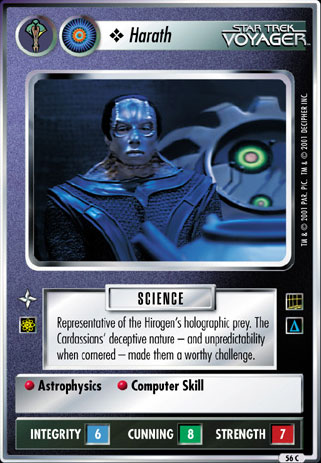 ❖ Harath
STAR TREK
VOYAGER™
TM & © 2001 PAR. PIC. TM & © 2001 DECIPHER INC.
SCIENCE
Representative of the Hirogen's holographic prey. The
Cardassians' deceptive nature – and unpredictability
when cornered – made them a worthy challenge.
Astrophysics Computer Skill
INTEGRITY 6 CUNNING 8 STRENGTH 7
56 C